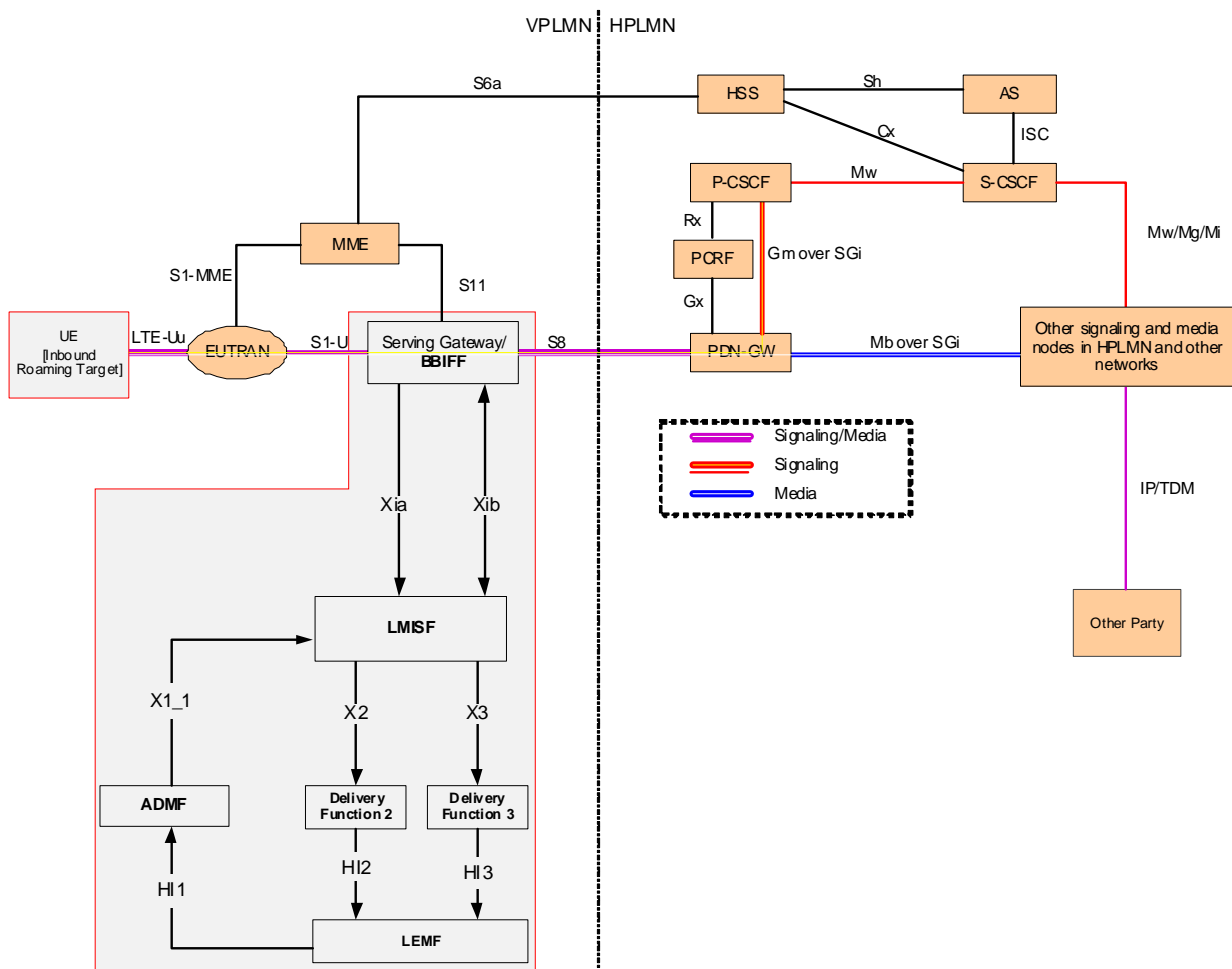 VPLMN
HPLMN
S6a
HSS
Sh
AS
Cx
ISC
P-CSCF
Mw
S-CSCF
Rx
MME
PCRF
Gm over SGi
Mw/Mg/Mi
S1-MME
S11
Gx
UE
[Inbound
Roaming Target]
LTE-Uu
EUTRAN
S1-U
Serving Gateway/
BBIFF
S8
PDN-GW
Mb over SGi
Other signaling and media
nodes in HPLMN and other
networks
Signaling/Media
Signaling
Media
IP/TDM
Xia
Xib
Other Party
LMISF
X1_1
X2
X3
ADMF
Delivery
Function 2
Delivery
Function 3
HI1
HI2
HI3
LEMF